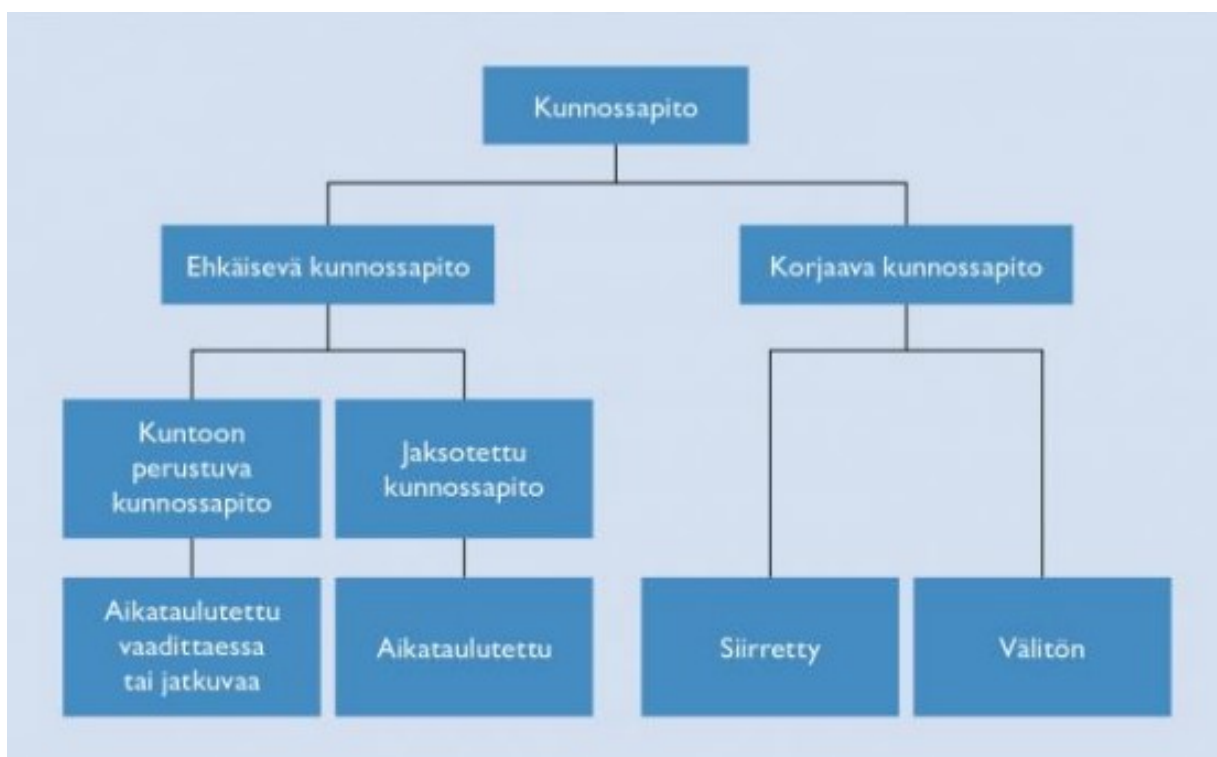 Kunnossapito
Ehkäisevä kunnossapito
Korjaava kunnossapito
Kuntoon
perustuva
kunnossapito
Jaksotettu
kunnossapito
Aikataulutettu
vaadittaessa
tai jatkuvaa
Aikataulutettu
Siirretty
Välitön